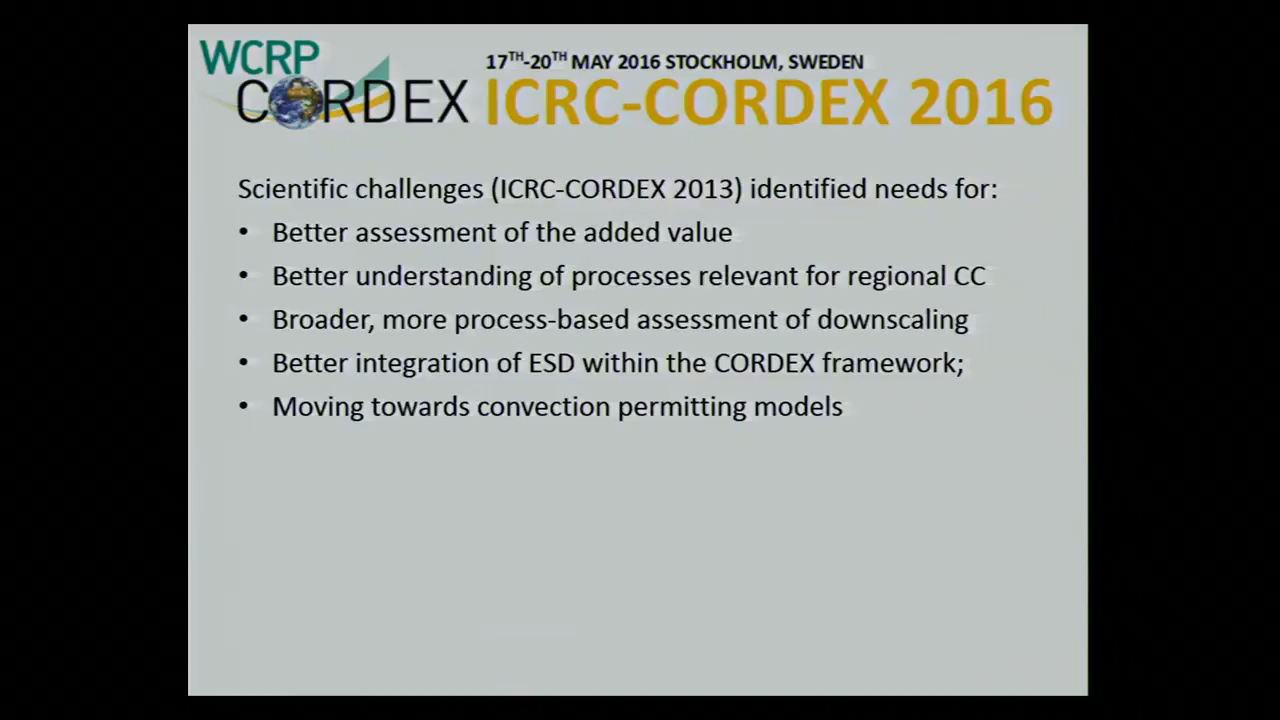 WCRP
CORDEX
17TH-20TH MAY 2016 STOCKHOLM, SWEDEN
ICRC-CORDEX 2016
Scientific challenges (ICRC-CORDEX 2013) identified needs for:
• Better assessment of the added value
• Better understanding of processes relevant for regional CC
• Broader, more process-based assessment of downscaling
• Better integration of ESD within the CORDEX framework;
• Moving towards convection permitting models